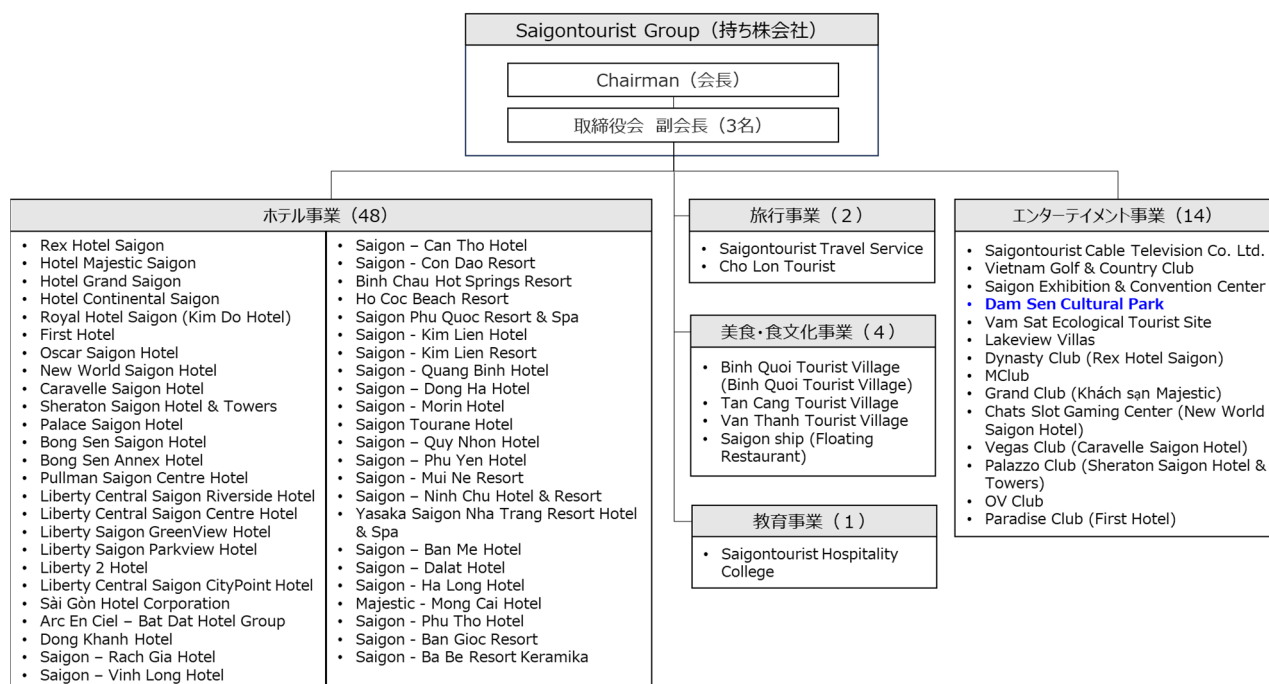 Saigontourist Group（持ち株会社）
Chairman（会長）
取締役会 副会長（3名）
ホテル事業（48）
• Rex Hotel Saigon
• Hotel Majestic Saigon
• Hotel Grand Saigon
• Hotel Continental Saigon
• Royal Hotel Saigon (Kim Do Hotel)
• First Hotel
• Oscar Saigon Hotel
• New World Saigon Hotel
• Caravelle Saigon Hotel
• Sheraton Saigon Hotel & Towers
• Palace Saigon Hotel
• Bong Sen Saigon Hotel
• Bong Sen Annex Hotel
• Pullman Saigon Centre Hotel
• Liberty Central Saigon Riverside Hotel
• Liberty Central Saigon Centre Hotel
• Liberty Saigon GreenView Hotel
• Liberty Saigon Parkview Hotel
• Liberty 2 Hotel
• Liberty Central Saigon CityPoint Hotel
• Sài Gòn Hotel Corporation
• Arc En Ciel – Bat Dat Hotel Group
• Dong Khanh Hotel
• Saigon – Rach Gia Hotel
• Saigon – Vinh Long Hotel
• Saigon – Can Tho Hotel
• Saigon - Con Dao Resort
• Binh Chau Hot Springs Resort
• Ho Coc Beach Resort
• Saigon Phu Quoc Resort & Spa
• Saigon - Kim Lien Hotel
• Saigon - Kim Lien Resort
• Saigon - Quang Binh Hotel
• Saigon – Dong Ha Hotel
• Saigon - Morin Hotel
• Saigon Tourane Hotel
• Saigon – Quy Nhon Hotel
• Saigon – Phu Yen Hotel
• Saigon - Mui Ne Resort
• Saigon – Ninh Chu Hotel & Resort
• Yasaka Saigon Nha Trang Resort Hotel
& Spa
• Saigon – Ban Me Hotel
• Saigon – Dalat Hotel
• Saigon - Ha Long Hotel
• Majestic - Mong Cai Hotel
• Saigon - Phu Tho Hotel
• Saigon - Ban Gioc Resort
• Saigon - Ba Be Resort Keramika
旅行事業（2）
• Saigontourist Travel Service
• Cho Lon Tourist
美食・食文化事業（4）
• Binh Quoi Tourist Village
(Binh Quoi Tourist Village)
• Tan Cang Tourist Village
• Van Thanh Tourist Village
• Saigon ship (Floating
Restaurant)
教育事業（1）
• Saigontourist Hospitality
College
エンターテイメント事業（14）
• Saigontourist Cable Television Co. Ltd.
• Vietnam Golf & Country Club
• Saigon Exhibition & Convention Center
• Dam Sen Cultural Park
• Vam Sat Ecological Tourist Site
• Lakeview Villas
• Dynasty Club (Rex Hotel Saigon)
• MClub
• Grand Club (Khách sạn Majestic)
• Chats Slot Gaming Center (New World
Saigon Hotel)
• Vegas Club (Caravelle Saigon Hotel)
• Palazzo Club (Sheraton Saigon Hotel &
Towers)
• OV Club
• Paradise Club (First Hotel)